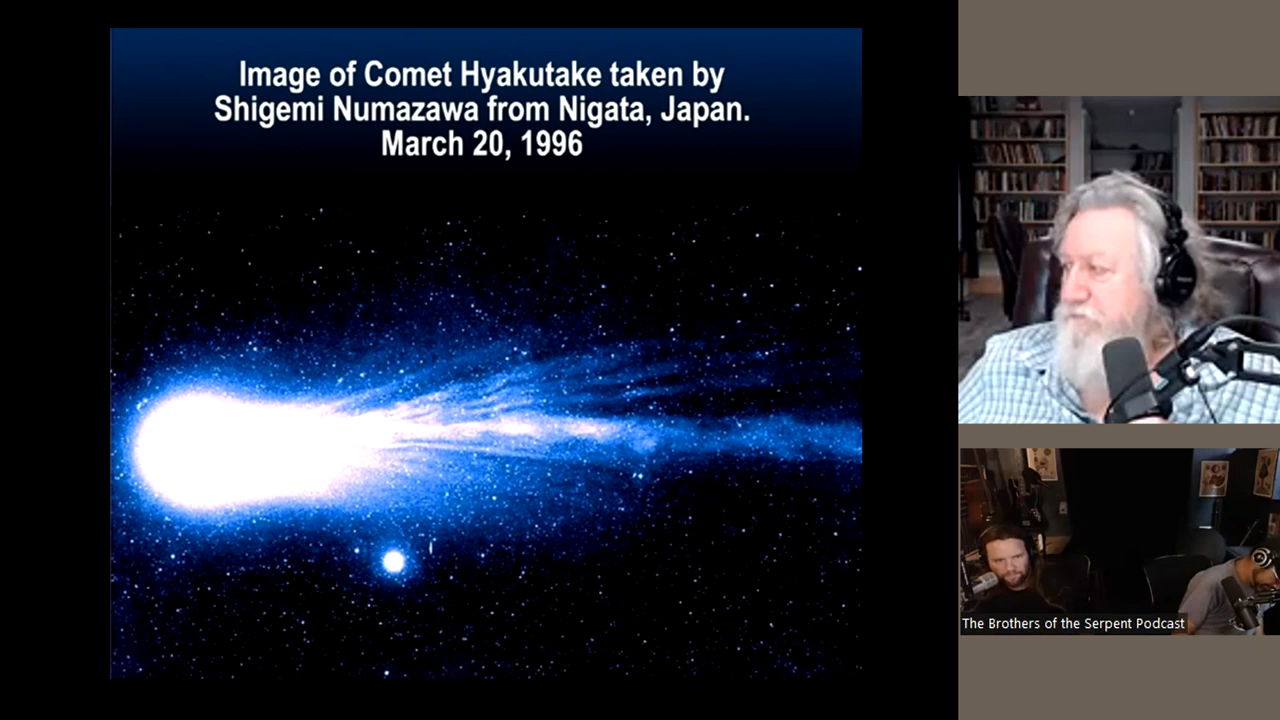 Image of Comet Hyakutake taken by
Shigemi Numazawa from Nigata, Japan.
March 20, 1996
The Brothers of the Serpent Podcast